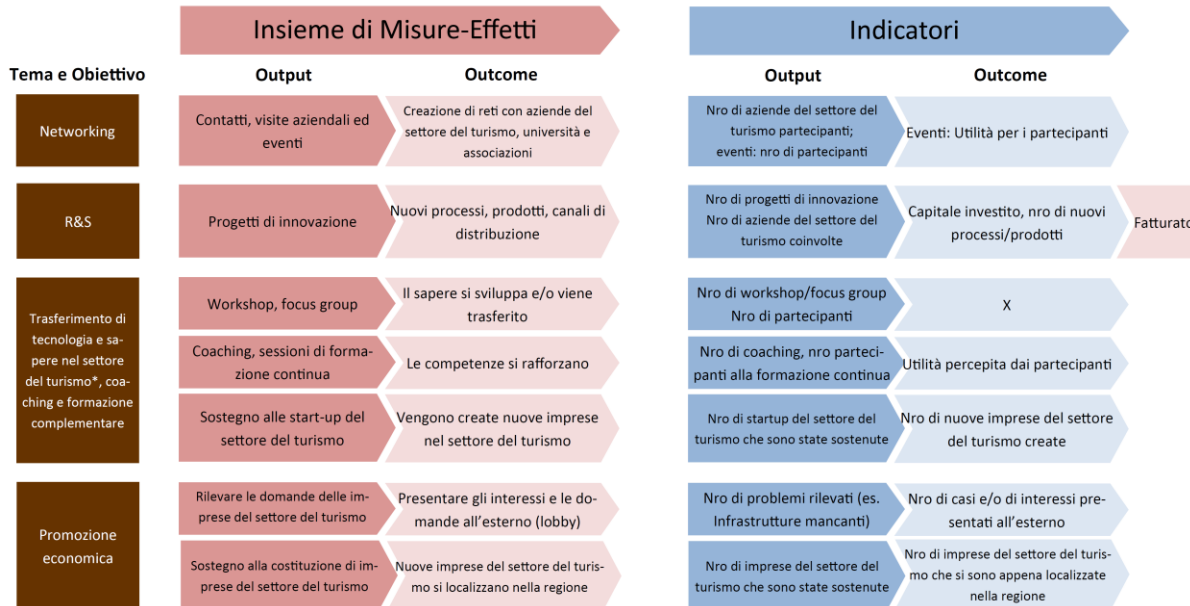 Insieme di Misure-Effetti
Indicatori
Tema e Obiettivo
Output
Outcome
Output
Outcome
Networking
Contatti, visite aziendali ed
eventi
Creazione di reti con aziende del
settore del turismo, università e
associazioni
Nro di aziende del settore del
turismo partecipanti;
eventi: nro di partecipanti
Eventi: Utilità per i partecipanti
R&S
Progetti di innovazione
Nuovi processi, prodotti, canali di
distribuzione
Nro di progetti di innovazione
Nro di aziende del settore del
turismo coinvolte
Capitale investito, nro di nuovi
processi/prodotti
Fatturato
Trasferimento di
tecnologia e sa-
pere nel settore
del turismo*, coa-
ching e formazione
complementare
Workshop, focus group
Il sapere si sviluppa e/o viene
trasferito
Nro di workshop/focus group
Nro di partecipanti
X
Coaching, sessioni di forma-
zione continua
Le competenze si rafforzano
Nro di coaching, nro parteci-
panti alla formazione continua
Utilità percepita dai partecipanti
Sostegno alle start-up del
settore del turismo
Vengono create nuove imprese
nel settore del turismo
Nro di startup del settore del
turismo che sono state sostenute
Nro di nuove imprese del settore
del turismo create
Promozione
economica
Rilevare le domande delle im-
prese del settore del turismo
Presentare gli interessi e le do-
mande all'esterno (lobby)
Nro di problemi rilevati (es.
Infrastrutture mancanti)
Nro di casi e/o di interessi pre-
sentati all'esterno
Sostegno alla costituzione di im-
prese del settore del turismo
Nuove imprese del settore del turis-
mo si localizzano nella regione
Nro di imprese del settore del
turismo che sono state sostenute
Nro di imprese del settore del turis-
mo che si sono appena localizzate
nella regione